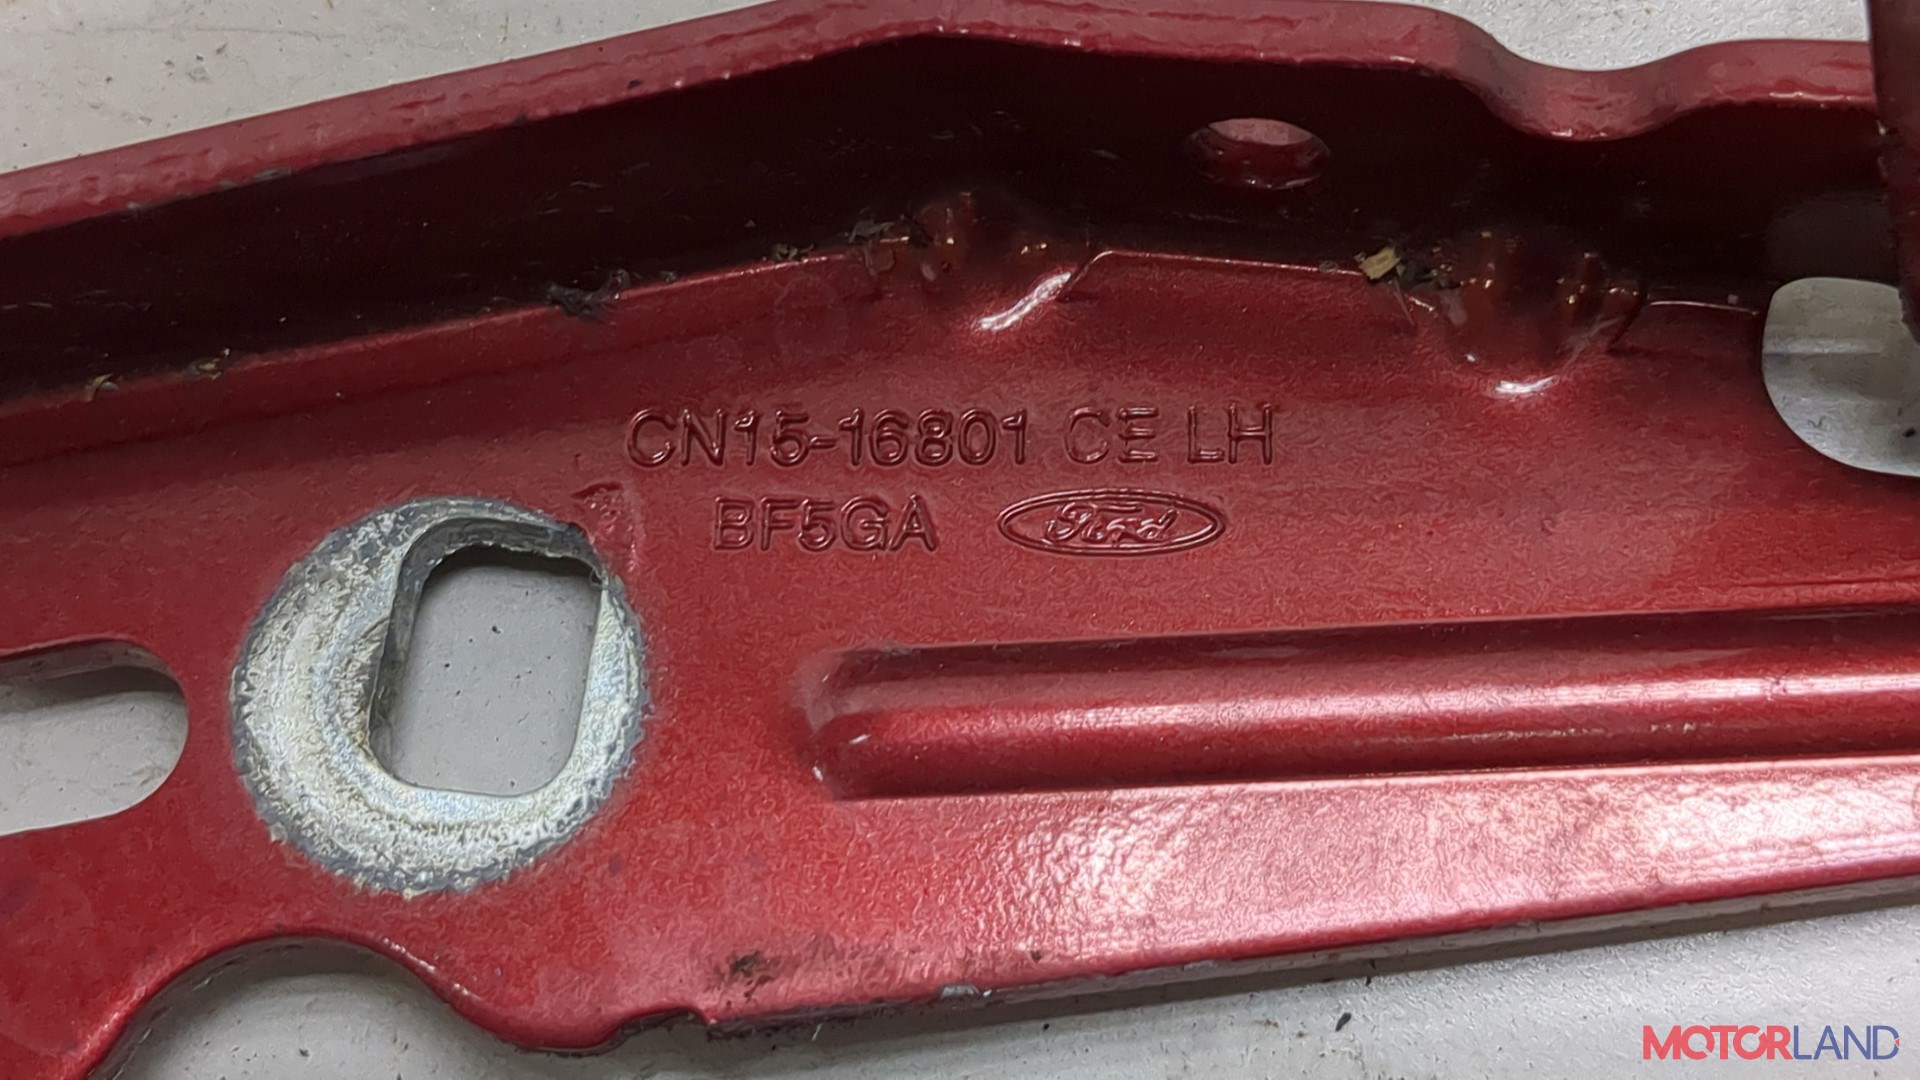 CN15-16801 CE LH
BF5GA Ford
MOTORLAND